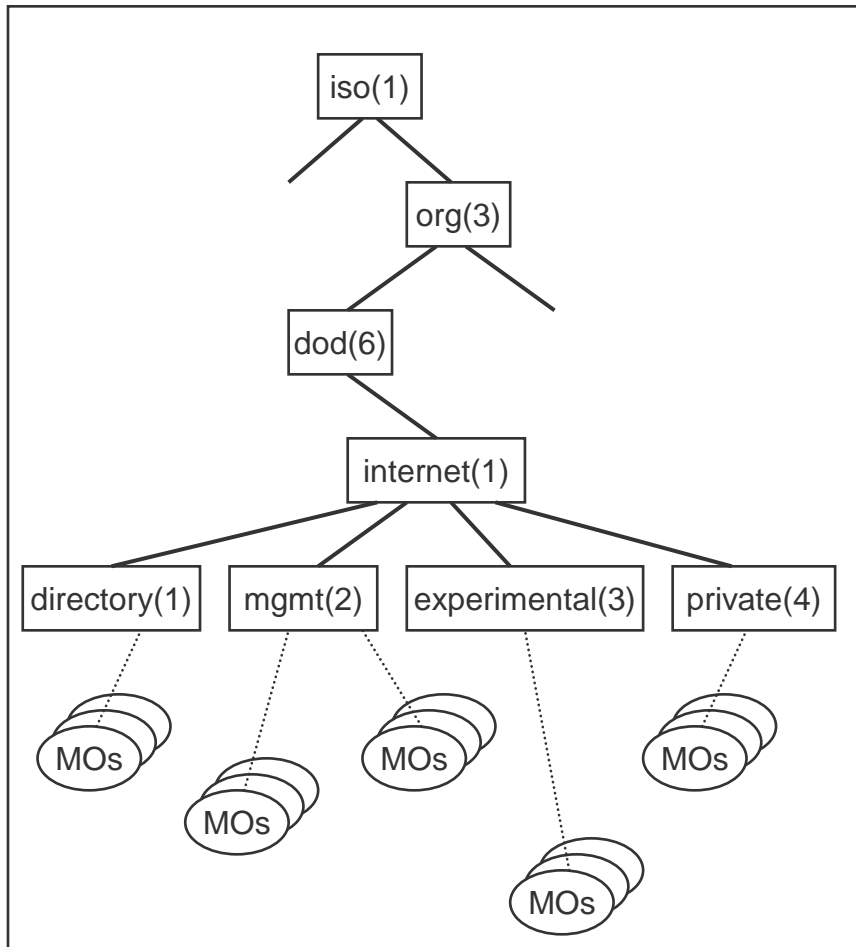 iso(1)
org(3)
dod(6)
internet(1)
directory(1)
mgmt(2)
experimental(3)
private(4)
MOs
MOs
MOs
MOs
MOs